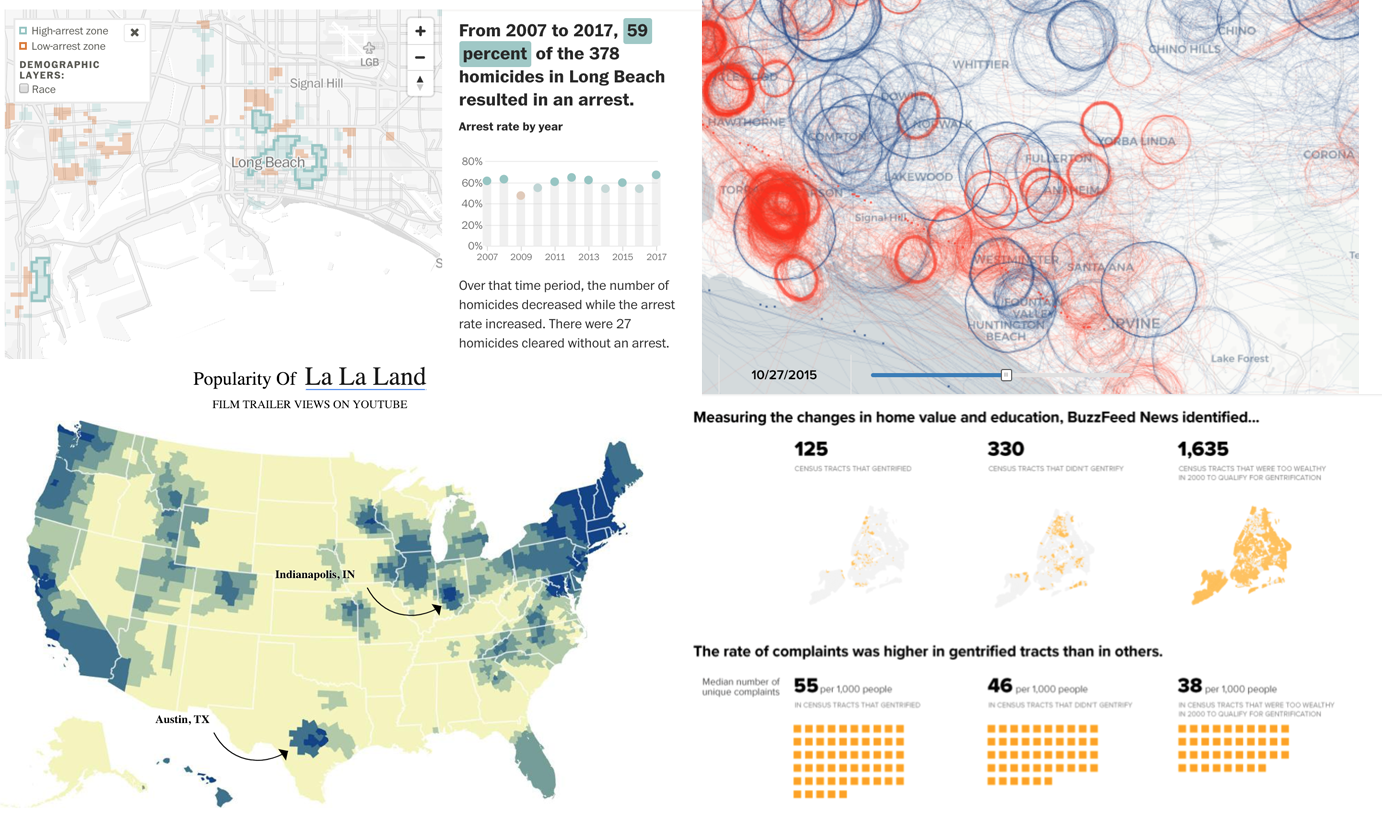 High-arrest zone
Low-arrest zone
DEMOGRAPHIC
LAYERS:
Race
LGB
Signal Hill
Long Beach
S
From 2007 to 2017, 59
percent of the 378
homicides in Long Beach
resulted in an arrest.
Arrest rate by year
80%
60%
40%
20%
0%
2007 2009 2011 2013 2015 2017
Over that time period, the number of
homicides decreased while the arrest
rate increased. There were 27
homicides cleared without an arrest.
CHINO
CHINO HILLS
WHITTIER
HAWTHORNE
DOWNEY
NORWALK
COMPTON
YORBA LINDA
CORONA
FULLERTON
LAKEWOOD
ANAHEIM
Signal Hill
WESTMINSTER
SANTA ANA
FOUNTAIN
VALLEY
IRVINE
HUNTINGTON
BEACH
Lake Forest
10/27/2015
Popularity Of La La Land
FILM TRAILER VIEWS ON YOUTUBE
Indianapolis, IN
Austin, TX
Measuring the changes in home value and education, BuzzFeed News identified...
125
CENSUS TRACTS THAT GENTRIFIED
330
CENSUS TRACTS THAT DIDN'T GENTRIFY
1,635
CENSUS TRACTS THAT WERE TOO WEALTHY
IN 2000 TO QUALIFY FOR GENTRIFICATION
The rate of complaints was higher in gentrified tracts than in others.
Median number of
unique complaints
55 per 1,000 people
IN CENSUS TRACTS THAT GENTRIFIED
46 per 1,000 people
IN CENSUS TRACTS THAT DIDN'T GENTRIFY
38 per 1,000 people
IN CENSUS TRACTS THAT WERE TOO WEALTHY
IN 2000 TO QUALIFY FOR GENTRIFICATION